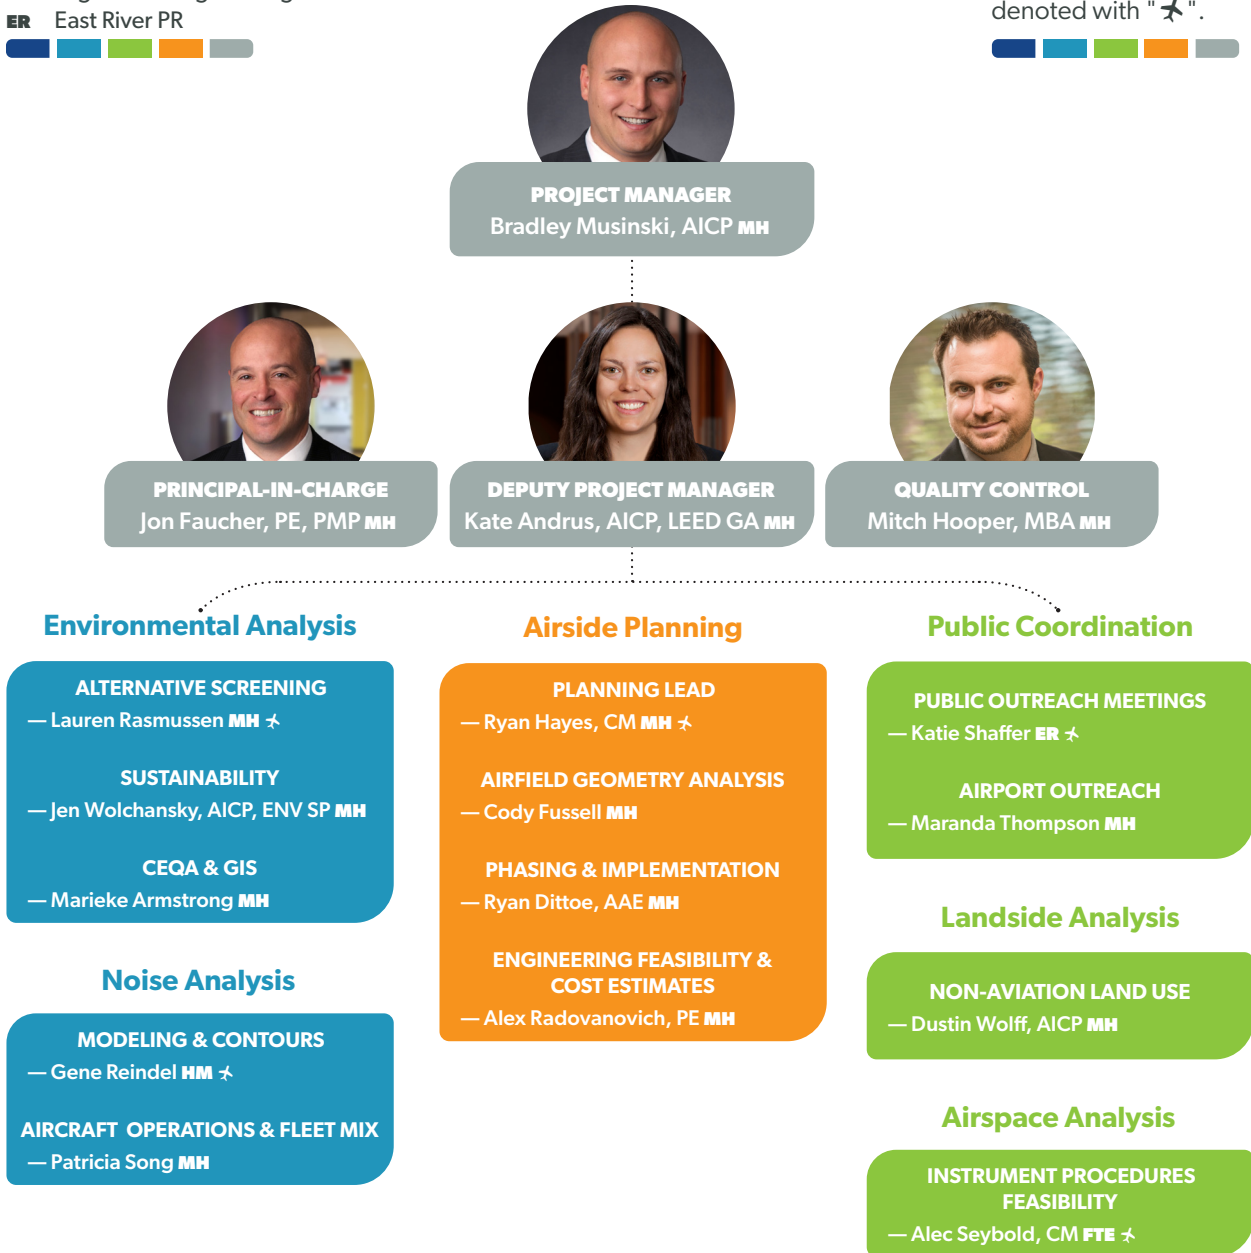 ER East River PR
denoted with "✈".
PROJECT MANAGER
Bradley Musinski, AICP MH
PRINCIPAL-IN-CHARGE
Jon Faucher, PE, PMP MH
DEPUTY PROJECT MANAGER
Kate Andrus, AICP, LEED GA MH
QUALITY CONTROL
Mitch Hooper, MBA MH
Environmental Analysis
ALTERNATIVE SCREENING
— Lauren Rasmussen MH ✈
SUSTAINABILITY
— Jen Wolchansky, AICP, ENV SP MH
CEQA & GIS
— Marieke Armstrong MH
Noise Analysis
MODELING & CONTOURS
— Gene Reindel HM ✈
AIRCRAFT OPERATIONS & FLEET MIX
— Patricia Song MH
Airside Planning
PLANNING LEAD
— Ryan Hayes, CM MH ✈
AIRFIELD GEOMETRY ANALYSIS
— Cody Fussell MH
PHASING & IMPLEMENTATION
— Ryan Dittoe, AAE MH
ENGINEERING FEASIBILITY &
COST ESTIMATES
— Alex Radovanovich, PE MH
Public Coordination
PUBLIC OUTREACH MEETINGS
— Katie Shaffer ER ✈
AIRPORT OUTREACH
— Maranda Thompson MH
Landside Analysis
NON-AVIATION LAND USE
— Dustin Wolff, AICP MH
Airspace Analysis
INSTRUMENT PROCEDURES
FEASIBILITY
— Alec Seybold, CM FTE ✈